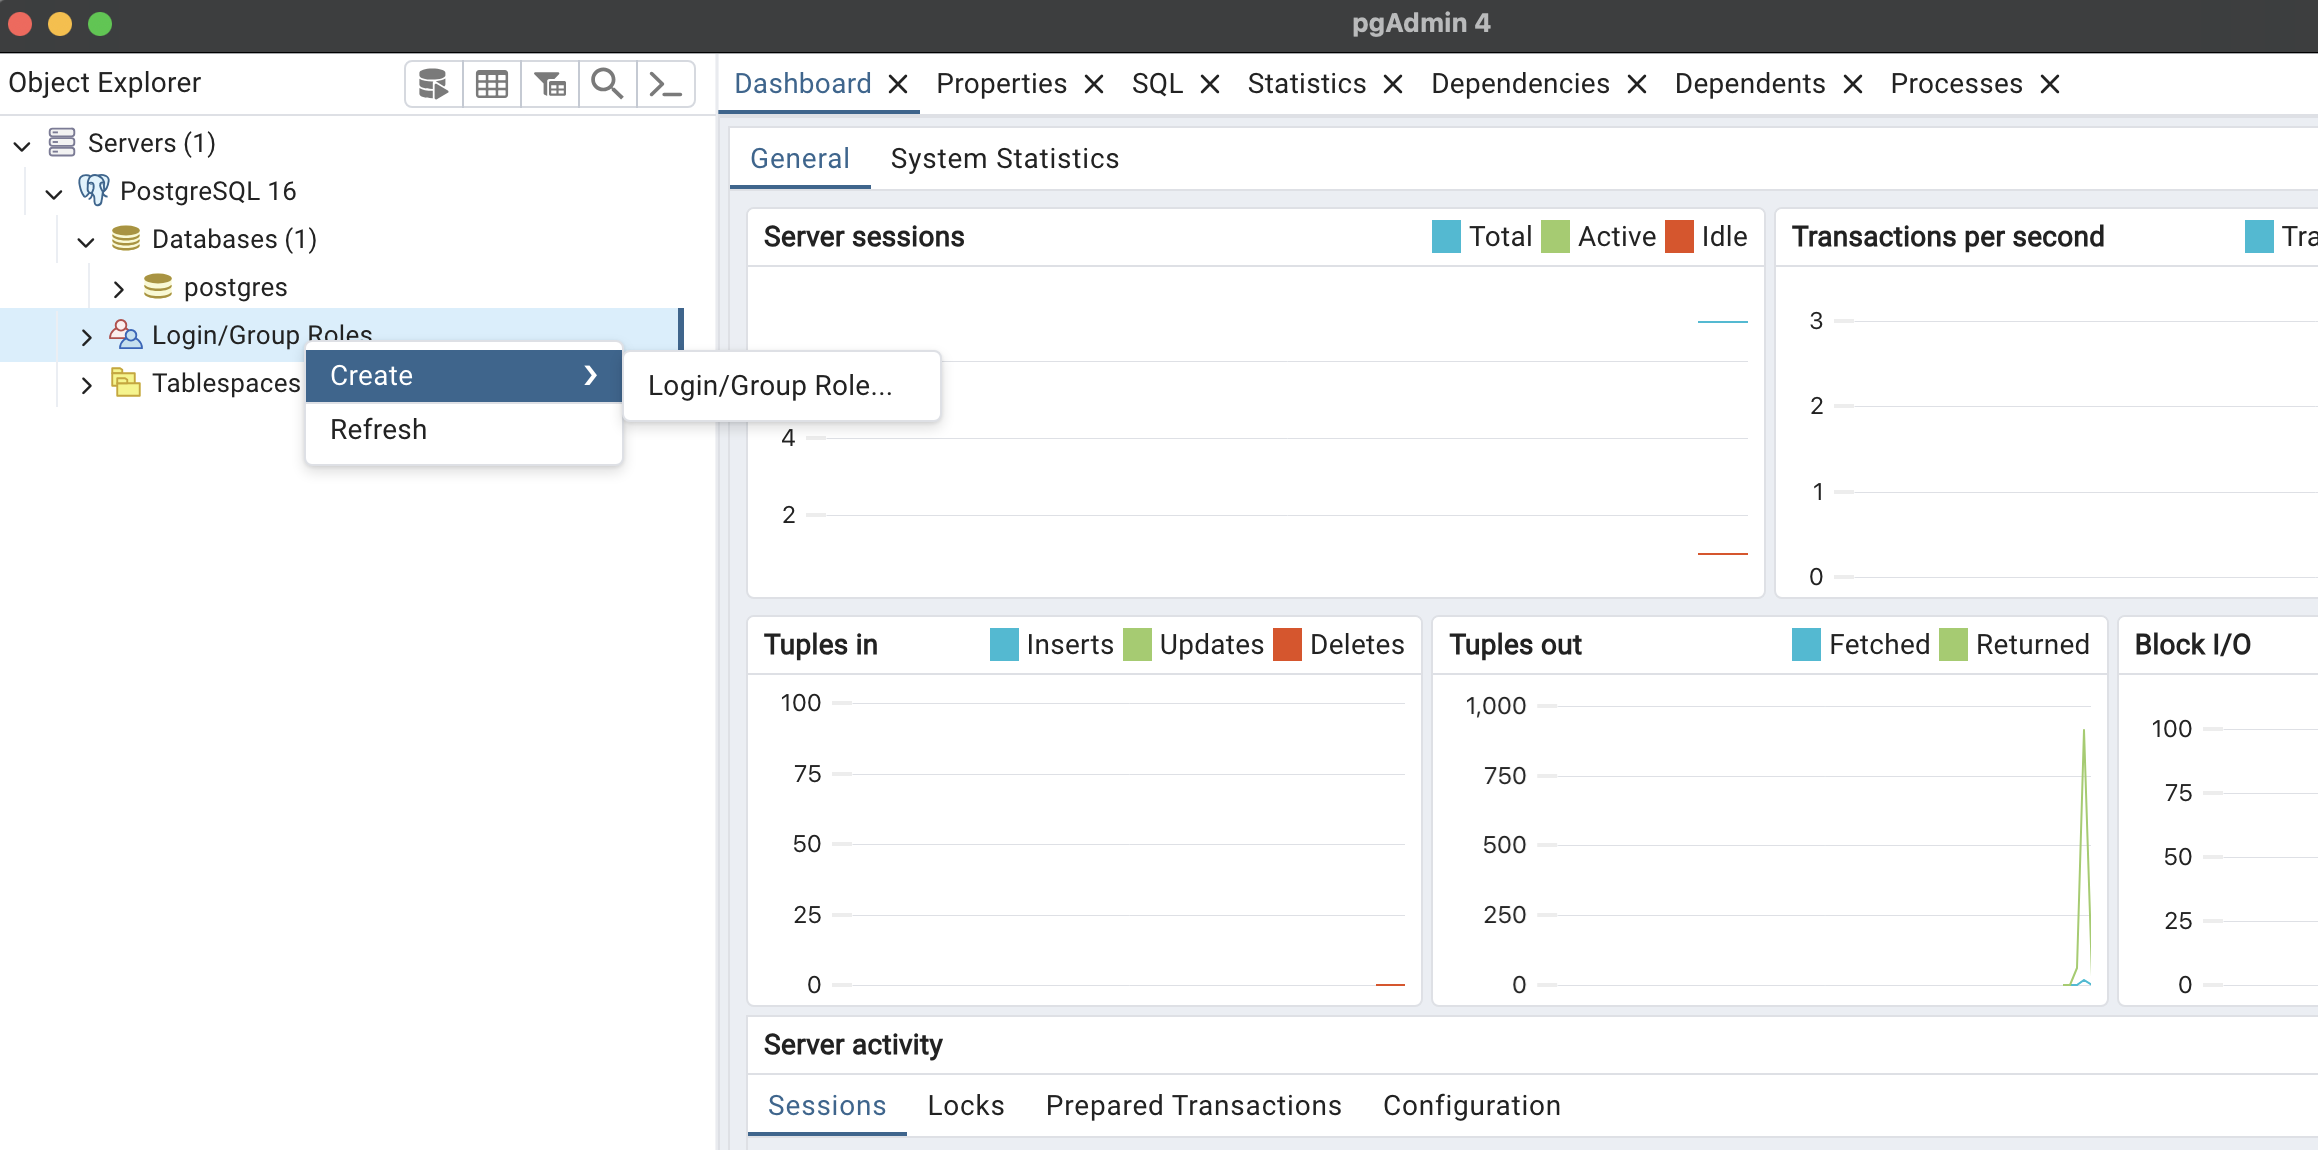 pgAdmin 4
Object Explorer
Dashboard Properties SQL Statistics Dependencies Dependents Processes
Servers (1)
PostgreSQL 16
Databases (1)
postgres
Login/Group Roles
Tablespaces
Create
Refresh
Login/Group Role...
General System Statistics
Server sessions Total Active Idle
4
2
Transactions per second Tra
3
2
1
0
Tuples in Inserts Updates Deletes
100
75
50
25
0
Tuples out Fetched Returned
1,000
750
500
250
0
Block I/O
100
75
50
25
0
Server activity
Sessions Locks Prepared Transactions Configuration